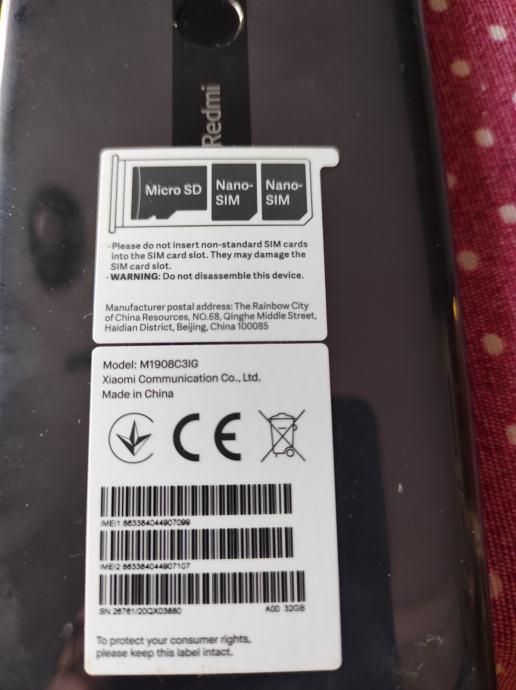 Redmi
Micro SD
Nano-
SIM
Nano-
SIM
·Please do not insert non-standard SIM cards
into the SIM card slot. They may damage the
SIM card slot.
·WARNING: Do not disassemble this device.
Manufacturer postal address: The Rainbow City
of China Resources, NO.68, Qinghe Middle Street,
Haidian District, Beijing, China 100085
Model: M1908C3IG
Xiaomi Communication Co., Ltd.
Made in China
CE
IMEI1 863384044907099
IMEI2 863384044907107
SN 26761/20QX03880
A00 32GB
To protect your consumer rights,
please keep this label intact.